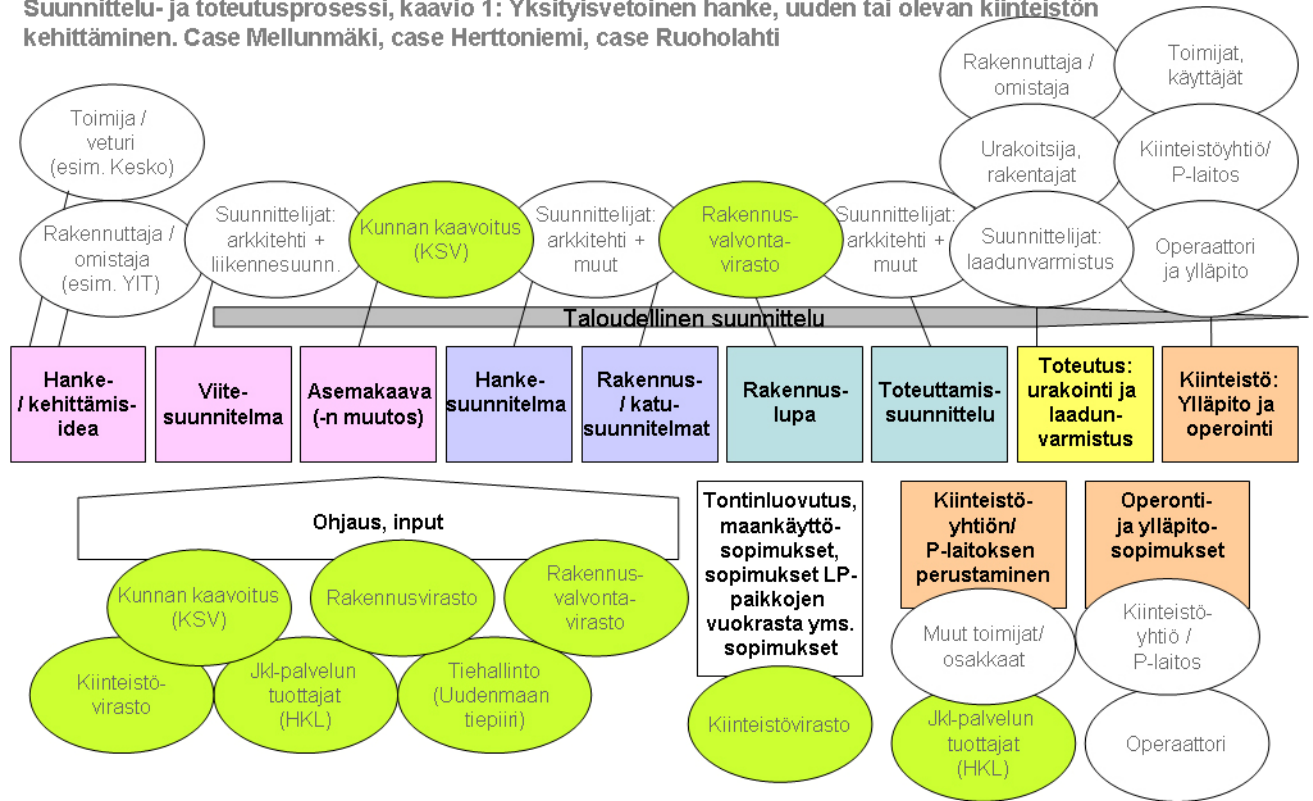 Suunnittelu- ja toteutusprosessi, kaavio 1: Yksityisvetoinen hanke, uuden tai olevan kiinteistön
kehittäminen. Case Mellunmäki, case Herttoniemi, case Ruoholahti
Toimija /
veturi
(esim. Kesko)
Rakennuttaja /
omistaja
(esim. YIT)
Suunnittelijat:
arkkitehti +
liikennesuunn.
Kunnan kaavoitus
(KSV)
Suunnittelijat:
arkkitehti +
muut
Rakennus-
valvonta-
virasto
Suunnittelijat:
arkkitehti +
muut
Rakennuttaja /
omistaja
Urakoitsija,
rakentajat
Suunnittelijat:
laadunvarmistus
Toimijat,
käyttäjät
Kiinteistöyhtiö/
P-laitos
Operaattori
ja ylläpito
Taloudellinen suunnittelu
Hanke-
/ kehittämis-
idea
Viite-
suunnitelma
Asemakaava
(-n muutos)
Hanke-
suunnitelma
Rakennus-
/ katu-
suunnitelmat
Rakennus-
lupa
Toteuttamis-
suunnittelu
Toteutus:
urakointi ja
laadun-
varmistus
Kiinteistö:
Ylläpito ja
operointi
Ohjaus, input
Kunnan kaavoitus
(KSV)
Rakennusvirasto
Rakennus-
valvonta-
virasto
Kiinteistö-
virasto
Jkl-palvelun
tuottajat
(HKL)
Tiehallinto
(Uudenmaan
tiepiiri)
Tontinluovutus,
maankäyttö-
sopimukset,
sopimukset LP-
paikkojen
vuokrasta yms.
sopimukset
Kiinteistövirasto
Kiinteistö-
yhtiön/
P-laitoksen
perustaminen
Muut toimijat/
osakkaat
Jkl-palvelun
tuottajat
(HKL)
Operonti-
ja ylläpito-
sopimukset
Kiinteistö-
yhtiö /
P-laitos
Operaattori